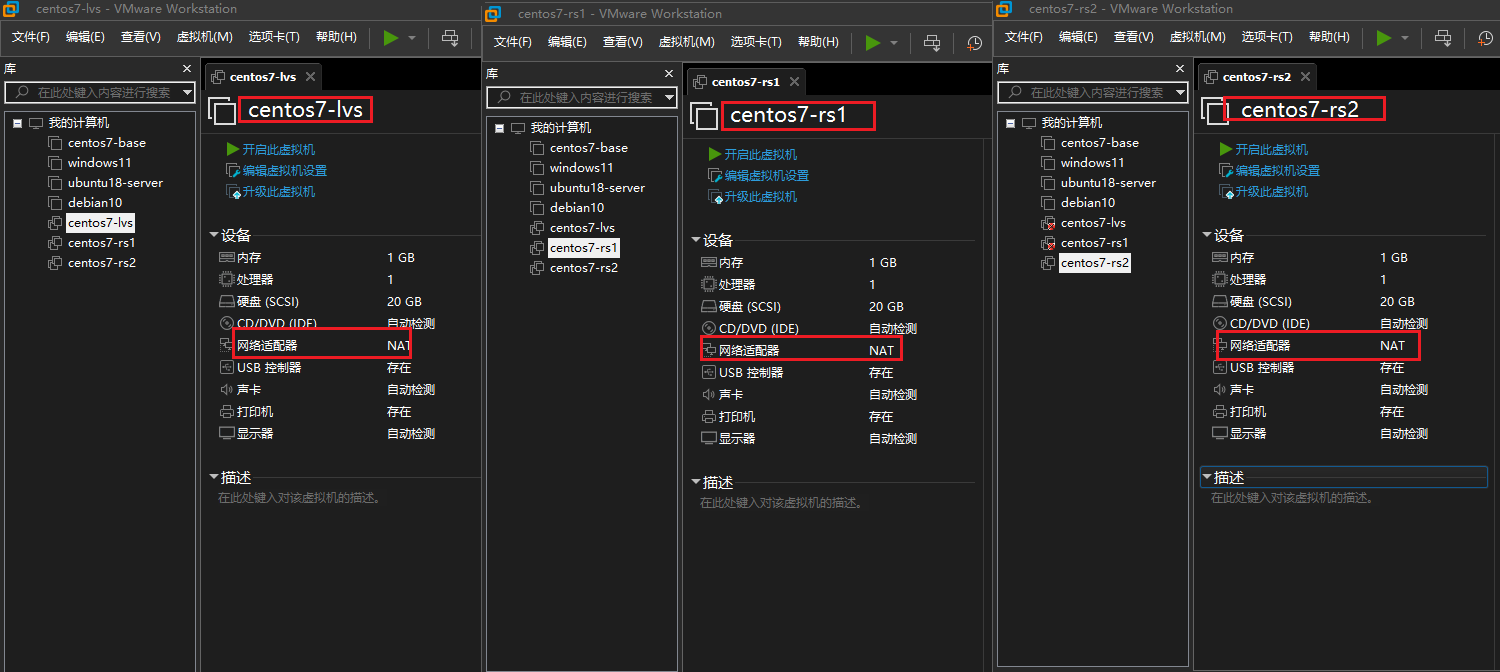 centos7-lvs - VMware Workstation
文件(F) 编辑(E) 查看(V) 虚拟机(M) 选项卡(T) 帮助(H)
库
在此处键入内容进行搜索
我的计算机
centos7-base
windows11
ubuntu18-server
debian10
centos7-lvs
centos7-rs1
centos7-rs2
centos7-lvs
centos7-lvs
开启此虚拟机
编辑虚拟机设置
升级此虚拟机
设备
内存 1 GB
处理器 1
硬盘 (SCSI) 20 GB
CD/DVD (IDE) 自动检测
网络适配器 NAT
USB 控制器 存在
声卡 自动检测
打印机 存在
显示器 自动检测
描述
在此处键入对该虚拟机的描述。
centos7-rs1 - VMware Workstation
文件(F) 编辑(E) 查看(V) 虚拟机(M) 选项卡(T) 帮助(H)
库
在此处键入内容进行搜索
我的计算机
centos7-base
windows11
ubuntu18-server
debian10
centos7-lvs
centos7-rs1
centos7-rs2
centos7-rs1
centos7-rs1
开启此虚拟机
编辑虚拟机设置
升级此虚拟机
设备
内存 1 GB
处理器 1
硬盘 (SCSI) 20 GB
CD/DVD (IDE) 自动检测
网络适配器 NAT
USB 控制器 存在
声卡 自动检测
打印机 存在
显示器 自动检测
描述
在此处键入对该虚拟机的描述。
centos7-rs2 - VMware Workstation
文件(F) 编辑(E) 查看(V) 虚拟机(M) 选项卡(T) 帮助(H)
库
在此处键入内容进行搜索
我的计算机
centos7-base
windows11
ubuntu18-server
debian10
centos7-lvs
centos7-rs1
centos7-rs2
centos7-rs2
centos7-rs2
开启此虚拟机
编辑虚拟机设置
升级此虚拟机
设备
内存 1 GB
处理器 1
硬盘 (SCSI) 20 GB
CD/DVD (IDE) 自动检测
网络适配器 NAT
USB 控制器 存在
声卡 自动检测
打印机 存在
显示器 自动检测
描述
在此处键入对该虚拟机的描述。